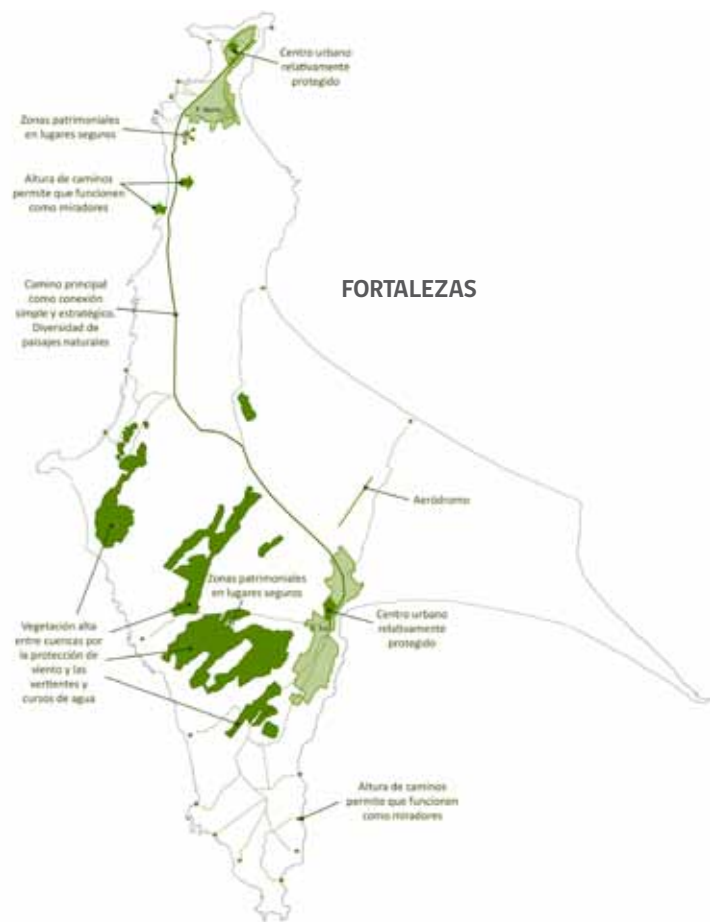 Centro urbano
relativamente
protegido
Zonas patrimoniales
en lugares seguros
Altura de caminos
permite que funcionen
como miradores
FORTALEZAS
Camino principal
como conexión
simple y estratégico.
Diversidad de
paisajes naturales
Aeródromo
Zonas patrimoniales
en lugares seguros
Centro urbano
relativamente
protegido
Vegetación alta
entre cuencas por
la protección de
viento y las
vertientes y
cursos de agua
Altura de caminos
permite que funcionen
como miradores